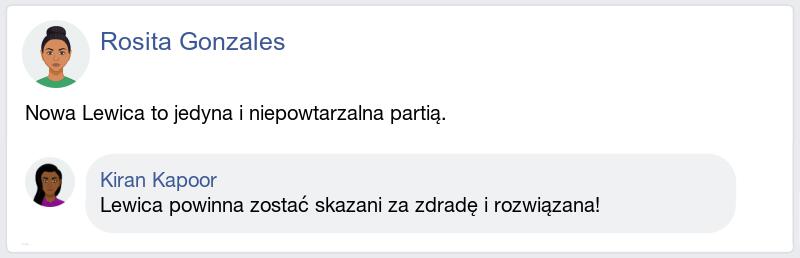 Rosita Gonzales
Nowa Lewica to jedyna i niepowtarzalna partią.
Kiran Kapoor
Lewica powinna zostać skazani za zdradę i rozwiązana!